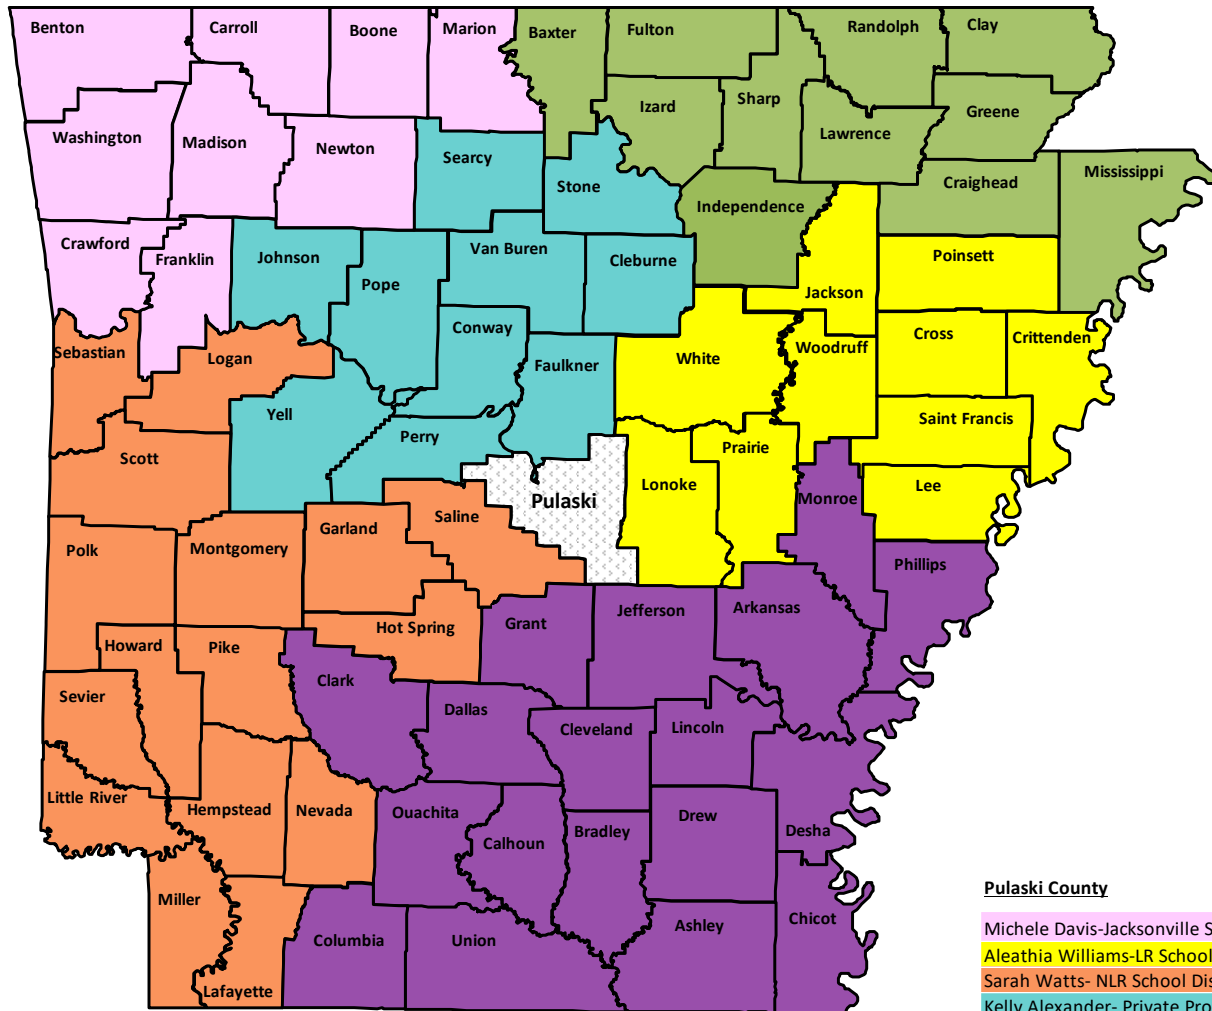 Benton
Carroll
Boone
Marion
Baxter
Fulton
Randolph
Clay
Izard
Sharp
Lawrence
Greene
Washington
Madison
Newton
Searcy
Stone
Independence
Craighead
Mississippi
Crawford
Franklin
Johnson
Pope
Van Buren
Cleburne
Jackson
Poinsett
Sebastian
Logan
Conway
Faulkner
White
Woodruff
Cross
Crittenden
Yell
Perry
Scott
Saint Francis
Prairie
Lonoke
Lee
Monroe
Pulaski
Saline
Garland
Polk
Montgomery
Phillips
Howard
Pike
Hot Spring
Grant
Jefferson
Arkansas
Sevier
Clark
Dallas
Cleveland
Lincoln
Little River
Hempstead
Nevada
Ouachita
Calhoun
Bradley
Drew
Desha
Miller
Lafayette
Columbia
Union
Ashley
Chicot
Pulaski County
Michele Davis-Jacksonville S
Aleathia Williams-LR School
Sarah Watts- NLR School Dis
Kelly Alexander- Private Pro